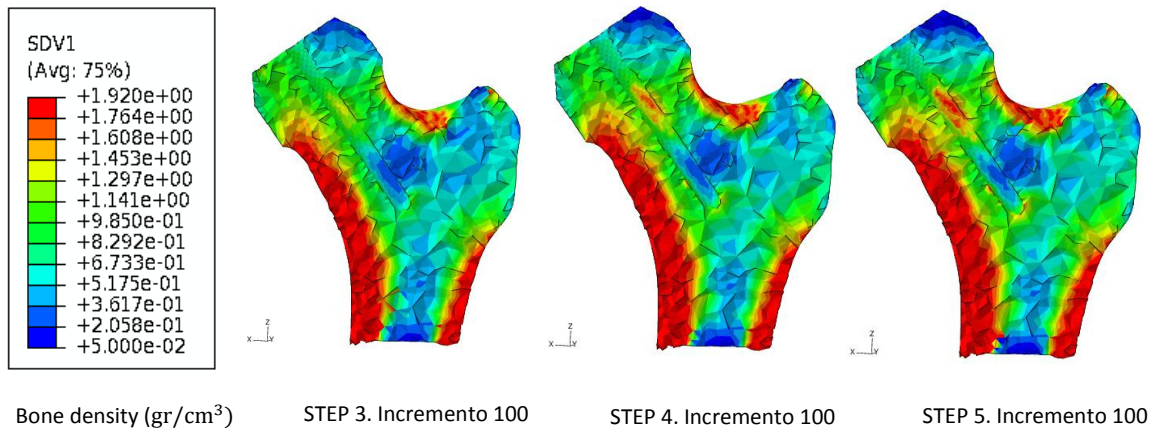 SDV1
(Avg: 75%)
+1.920e+00
+1.764e+00
+1.608e+00
+1.453e+00
+1.297e+00
+1.141e+00
+9.850e-01
+8.292e-01
+6.733e-01
+5.175e-01
+3.617e-01
+2.058e-01
+5.000e-02
Z
X Y
Z
X Y
Z
X Y
Bone density (gr/cm³)
STEP 3. Incremento 100
STEP 4. Incremento 100
STEP 5. Incremento 100